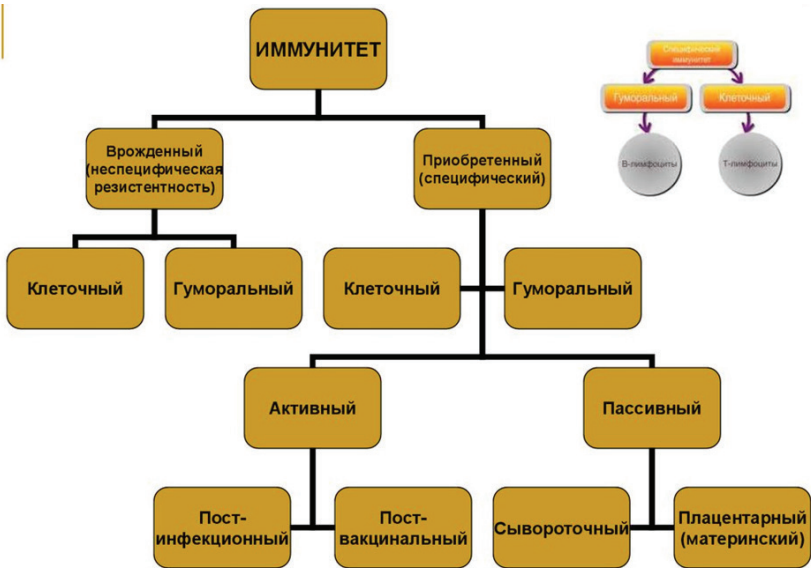 ИММУНИТЕТ
Специфический
иммунитет
Гуморальный
Клеточный
В-лимфоциты
Т-лимфоциты
Врожденный
(неспецифическая
резистентность)
Приобретенный
(специфический)
Клеточный
Гуморальный
Клеточный
Гуморальный
Активный
Пассивный
Пост-
инфекционный
Пост-
вакцинальный
Сывороточный
Плацентарный
(материнский)